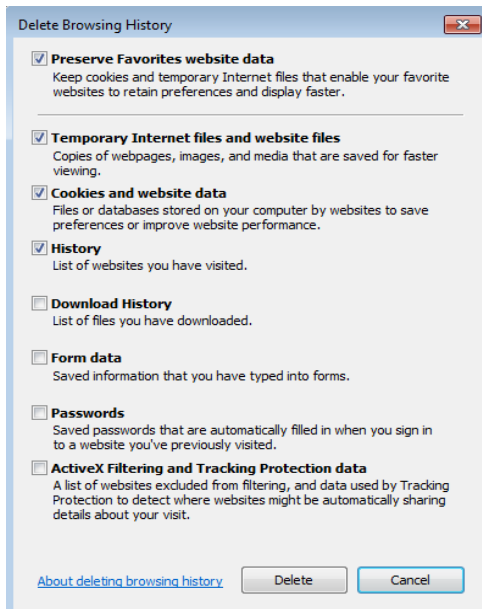 Delete Browsing History
Preserve Favorites website data
Keep cookies and temporary Internet files that enable your favorite
websites to retain preferences and display faster.
Temporary Internet files and website files
Copies of webpages, images, and media that are saved for faster
viewing.
Cookies and website data
Files or databases stored on your computer by websites to save
preferences or improve website performance.
History
List of websites you have visited.
Download History
List of files you have downloaded.
Form data
Saved information that you have typed into forms.
Passwords
Saved passwords that are automatically filled in when you sign in
to a website you've previously visited.
ActiveX Filtering and Tracking Protection data
A list of websites excluded from filtering, and data used by Tracking
Protection to detect where websites might be automatically sharing
details about your visit.
About deleting browsing history Delete Cancel